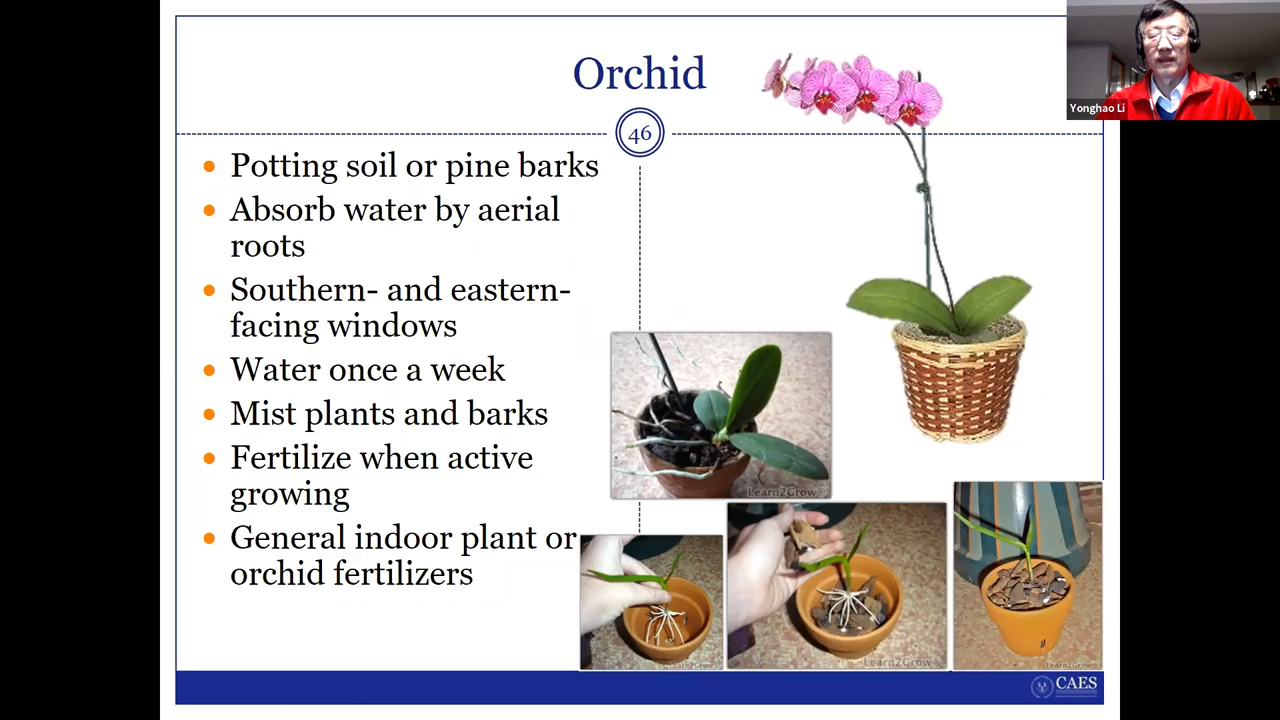 Orchid
Yonghao Li
46
Potting soil or pine barks
Absorb water by aerial
roots
Southern- and eastern-
facing windows
Water once a week
Mist plants and barks
Fertilize when active
growing
General indoor plant or
orchid fertilizers
Learn2Grow®
Learn2Grow®
Learn2Grow®
Learn2Grow®
CAES